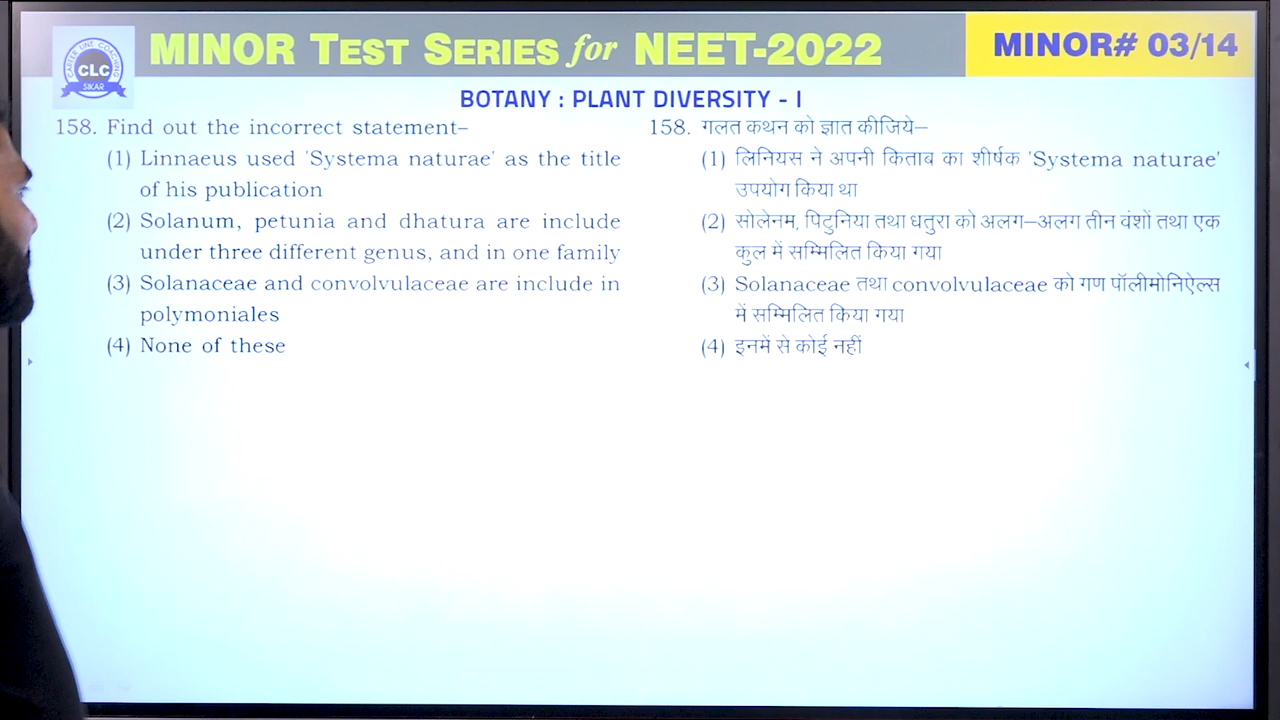 CAREER LINE COACHING
CLC
SIKAR
MINOR TEST SERIES for NEET-2022
MINOR# 03/14
BOTANY : PLANT DIVERSITY - I
158. Find out the incorrect statement–
(1) Linnaeus used 'Systema naturae' as the title
of his publication
(2) Solanum, petunia and dhatura are include
under three different genus, and in one family
(3) Solanaceae and convolvulaceae are include in
polymoniales
(4) None of these
158. गलत कथन को ज्ञात कीजिये–
(1) लिनियस ने अपनी किताब का शीर्षक 'Systema naturae'
उपयोग किया था
(2) सोलेनम, पिटुनिया तथा धतुरा को अलग–अलग तीन वंशों तथा एक
कुल में सम्मिलित किया गया
(3) Solanaceae तथा convolvulaceae को गण पॉलीमोनिऐल्स
में सम्मिलित किया गया
(4) इनमें से कोई नहीं